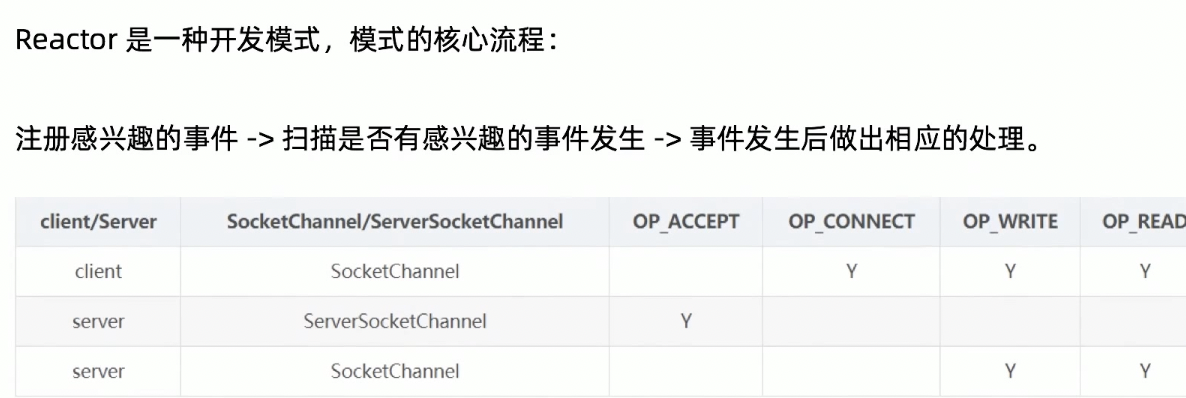 Reactor 是一种开发模式，模式的核心流程：
注册感兴趣的事件 -> 扫描是否有感兴趣的事件发生 -> 事件发生后做出相应的处理。
client/Server SocketChannel/ServerSocketChannel OP_ACCEPT OP_CONNECT OP_WRITE OP_READ
client SocketChannel Y Y Y
server ServerSocketChannel Y
server SocketChannel Y Y